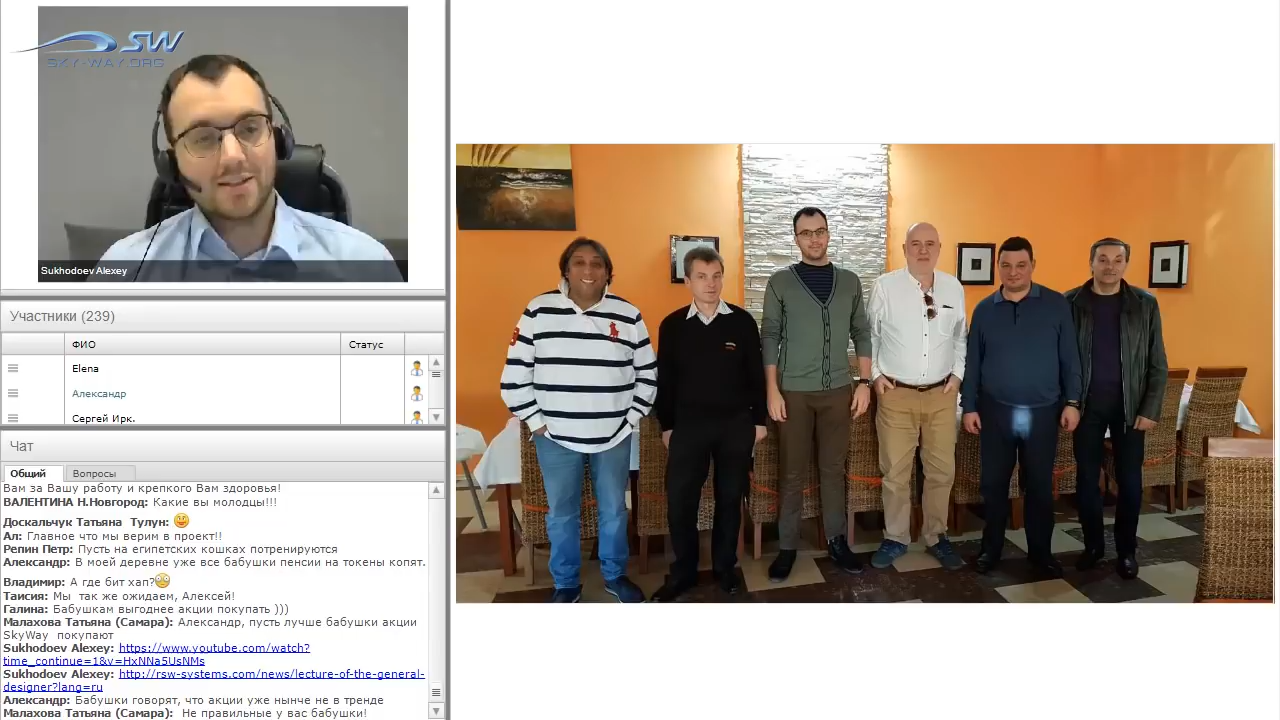 SW
SKY-WAY.ORG
Sukhodoev Alexey
Участники (239)
ФИО Статус
Elena
Александр
Сергей Ирк.
Чат
Общий Вопросы
Вам за Вашу работу и крепкого Вам здоровья!
ВАЛЕНТИНА Н.Новгород: Какие вы молодцы!!!
Доскальчук Татьяна Тулун:
Ал: Главное что мы верим в проект!!
Репин Петр: Пусть на египетских кошках потренируются
Александр: В моей деревне уже все бабушки пенсии на токены копят.
Владимир: А где бит хап?
Таисия: Мы так же ожидаем, Алексей!
Галина: Бабушкам выгоднее акции покупать )))
Малахова Татьяна (Самара): Александр, пусть лучше бабушки акции
SkyWay покупают
Sukhodoev Alexey: https://www.youtube.com/watch?
time_continue=1&v=HxNNa5UsNMs
Sukhodoev Alexey: http://rsw-systems.com/news/lecture-of-the-general-
designer?lang=ru
Александр: Бабушки говорят, что акции уже нынче не в тренде
Малахова Татьяна (Самара): Не правильные у вас бабушки!